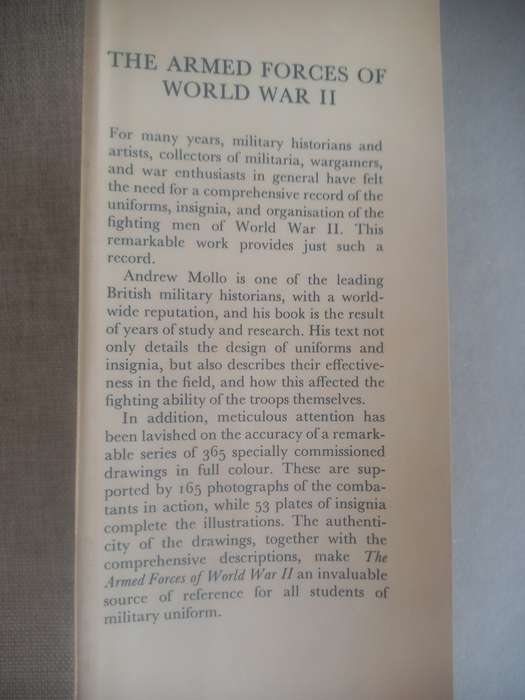 THE ARMED FORCES OF
WORLD WAR II
For many years, military historians and
artists, collectors of militaria, wargamers,
and war enthusiasts in general have felt
the need for a comprehensive record of the
uniforms, insignia, and organisation of the
fighting men of World War II. This
remarkable work provides just such a
record.
Andrew Mollo is one of the leading
British military historians, with a world-
wide reputation, and his book is the result
of years of study and research. His text not
only details the design of uniforms and
insignia, but also describes their effective-
ness in the field, and how this affected the
fighting ability of the troops themselves.
In addition, meticulous attention has
been lavished on the accuracy of a remark-
able series of 365 specially commissioned
drawings in full colour. These are sup-
ported by 165 photographs of the comba-
tants in action, while 53 plates of insignia
complete the illustrations. The authenti-
city of the drawings, together with the
comprehensive descriptions, make The
Armed Forces of World War II an invaluable
source of reference for all students of
military uniform.